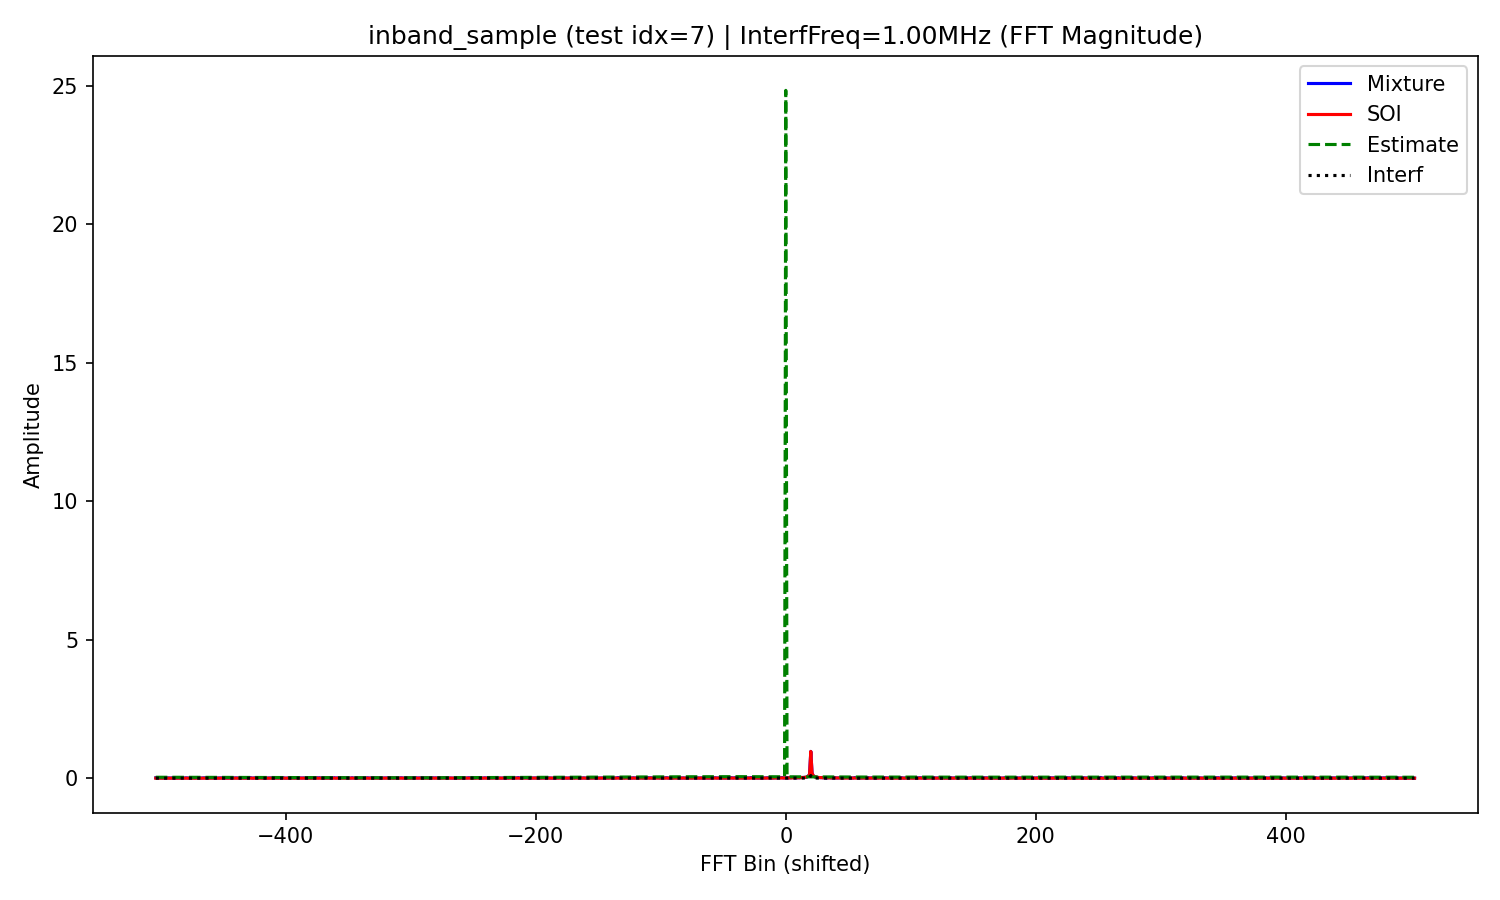 inband_sample (test idx=7) | InterfFreq=1.00MHz (FFT Magnitude)
Mixture
SOI
Estimate
Interf
25
20
15
10
5
0
Amplitude
−400
−200
0
200
400
FFT Bin (shifted)